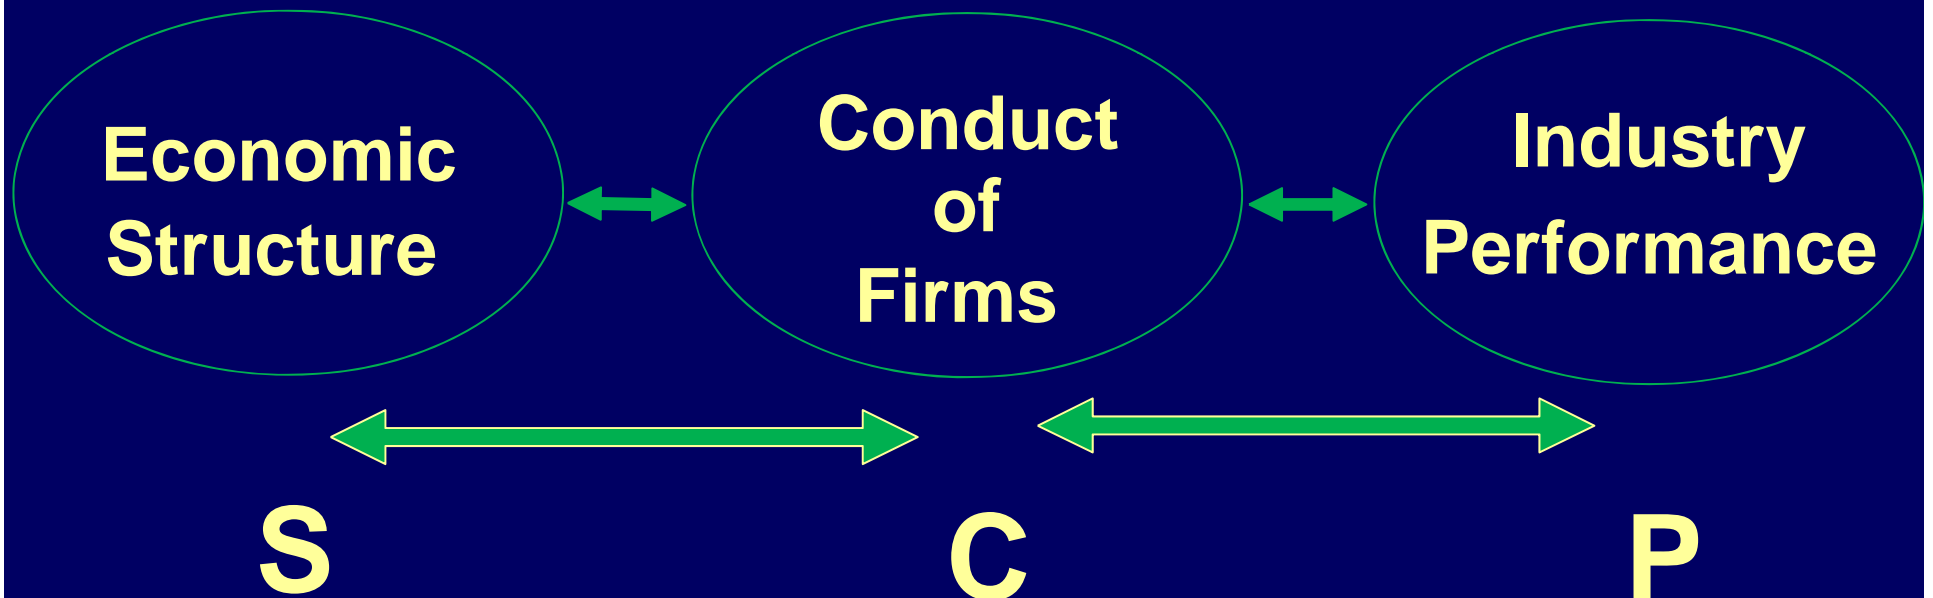 Economic
Structure
Conduct
of
Firms
Industry
Performance
S
C
P